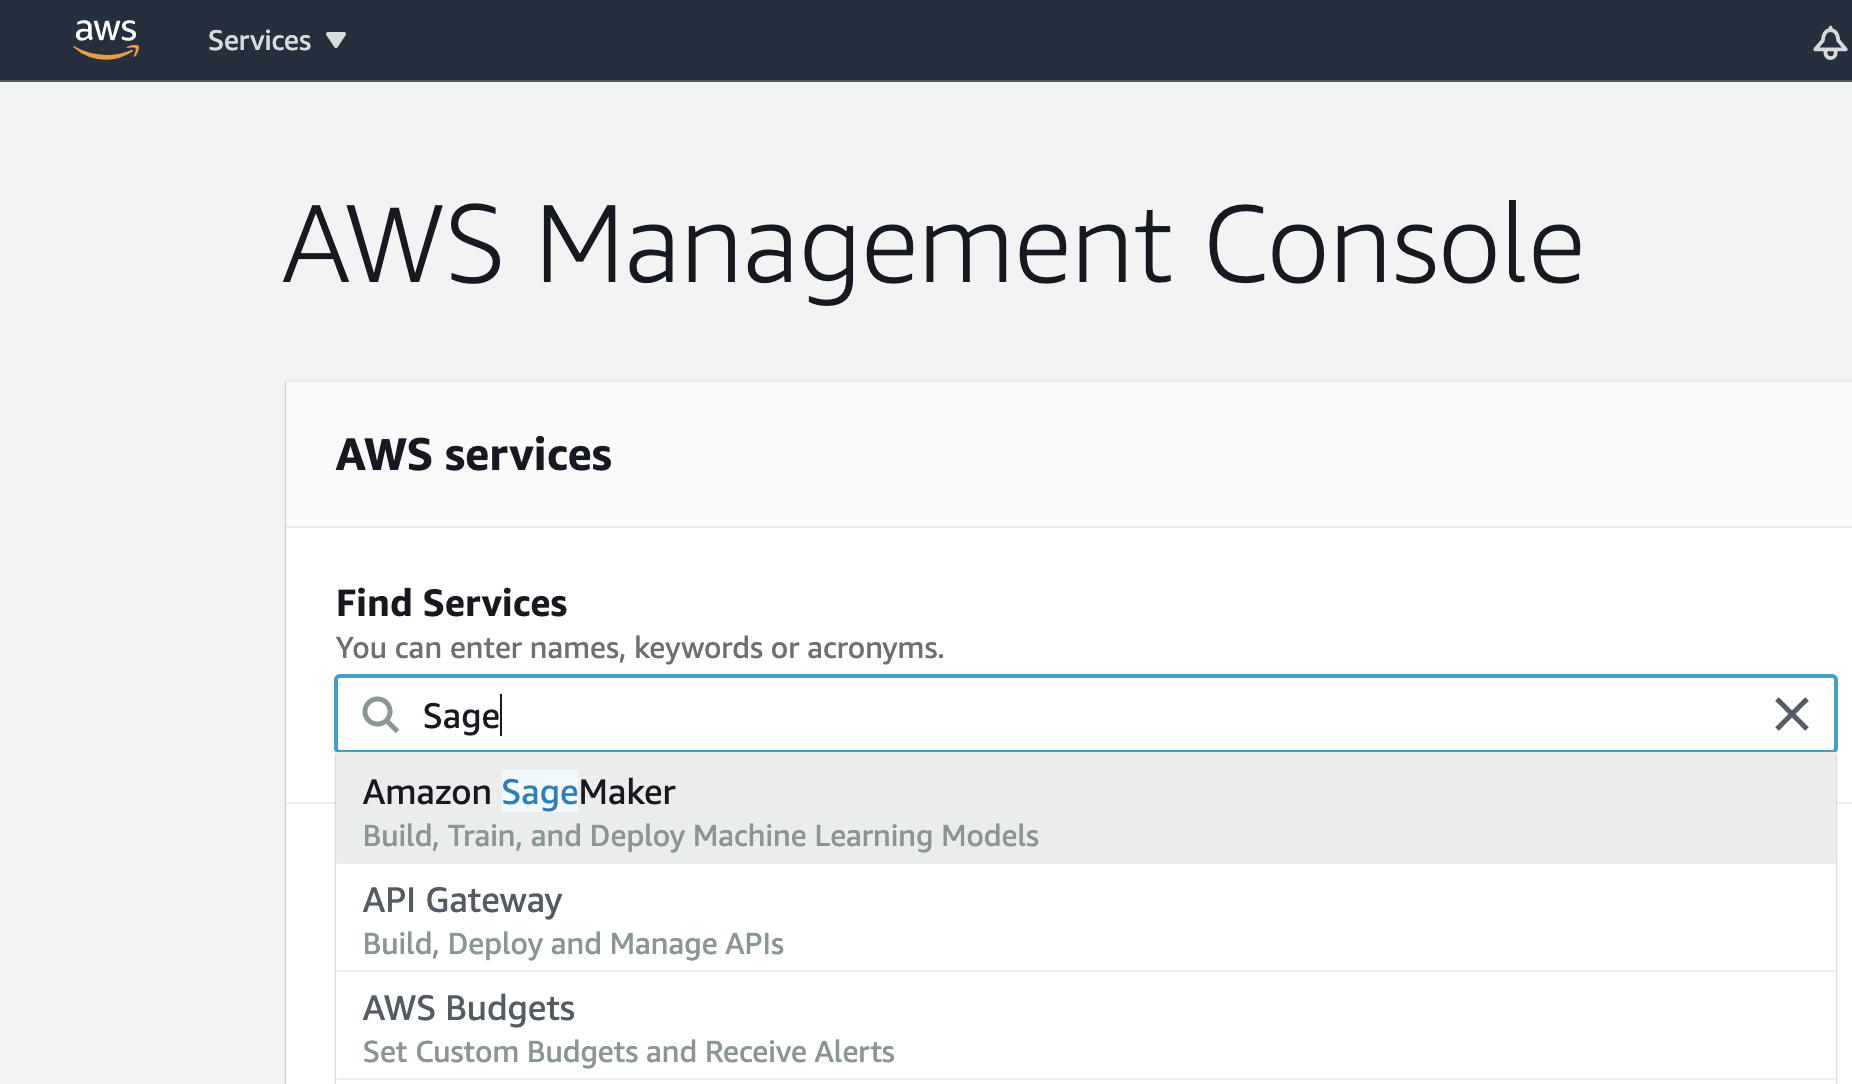 aws
Services
AWS Management Console
AWS services
Find Services
You can enter names, keywords or acronyms.
Sage
Amazon SageMaker
Build, Train, and Deploy Machine Learning Models
API Gateway
Build, Deploy and Manage APIs
AWS Budgets
Set Custom Budgets and Receive Alerts